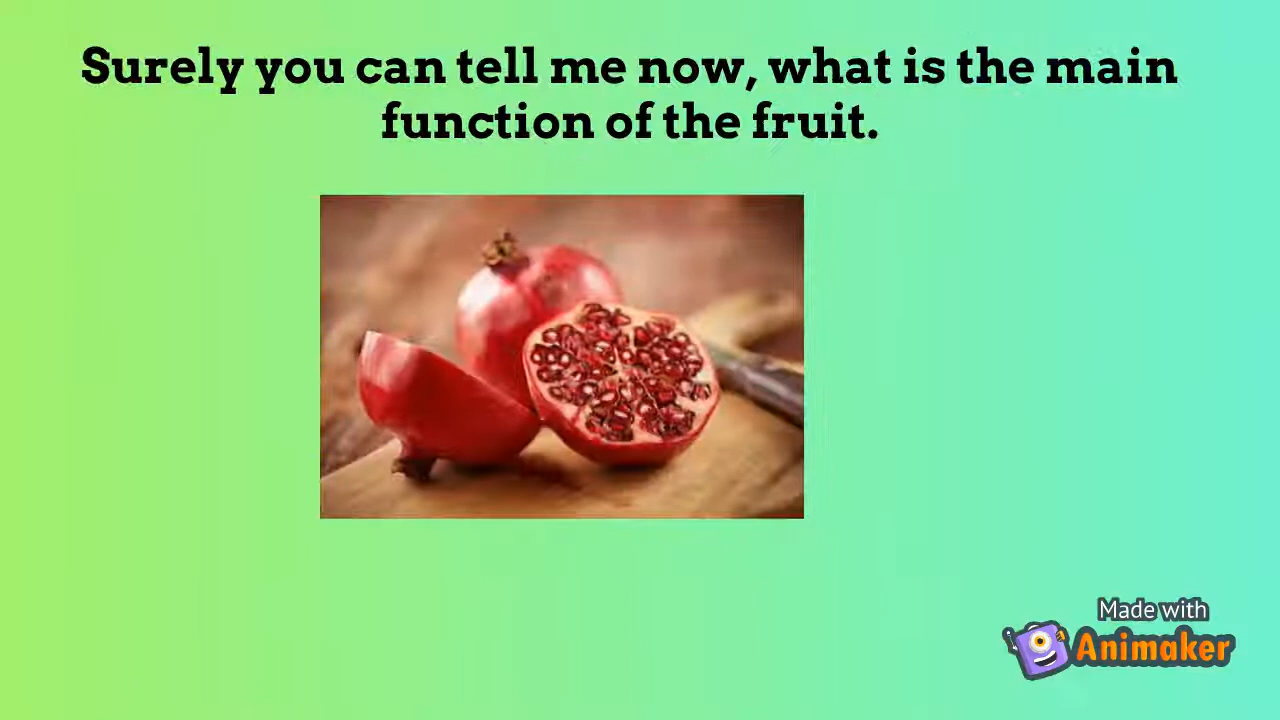 Surely you can tell me now, what is the main
function of the fruit.
Made with
Animaker